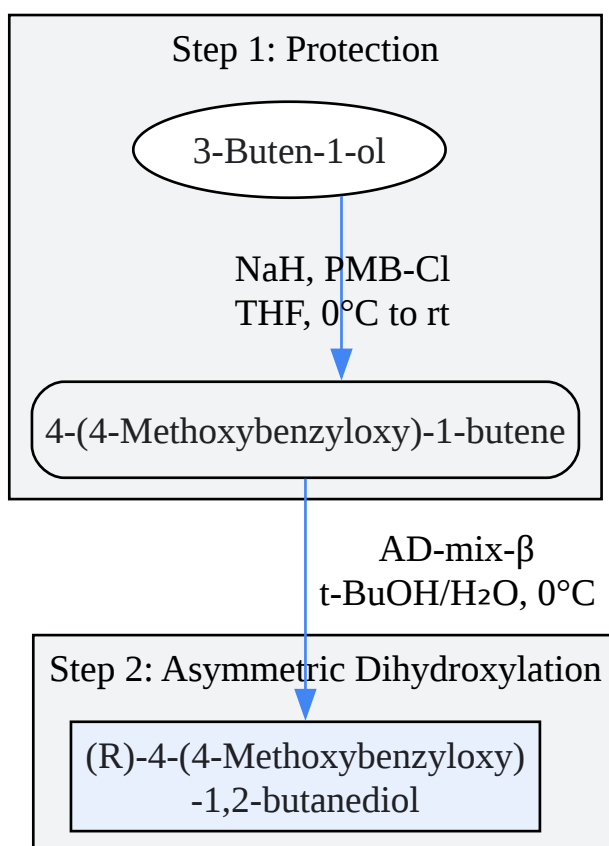 Step 1: Protection
3-Buten-1-ol
NaH, PMB-Cl
THF, 0°C to rt
4-(4-Methoxybenzyloxy)-1-butene
AD-mix-β
t-BuOH/H₂O, 0°C
Step 2: Asymmetric Dihydroxylation
(R)-4-(4-Methoxybenzyloxy)
-1,2-butanediol